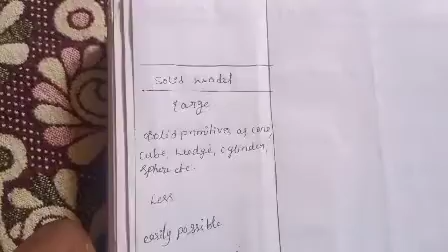 Solid model
Large
Solid primitives as cone,
cube, wedge, cylinder,
sphere etc.
Less
easily possible